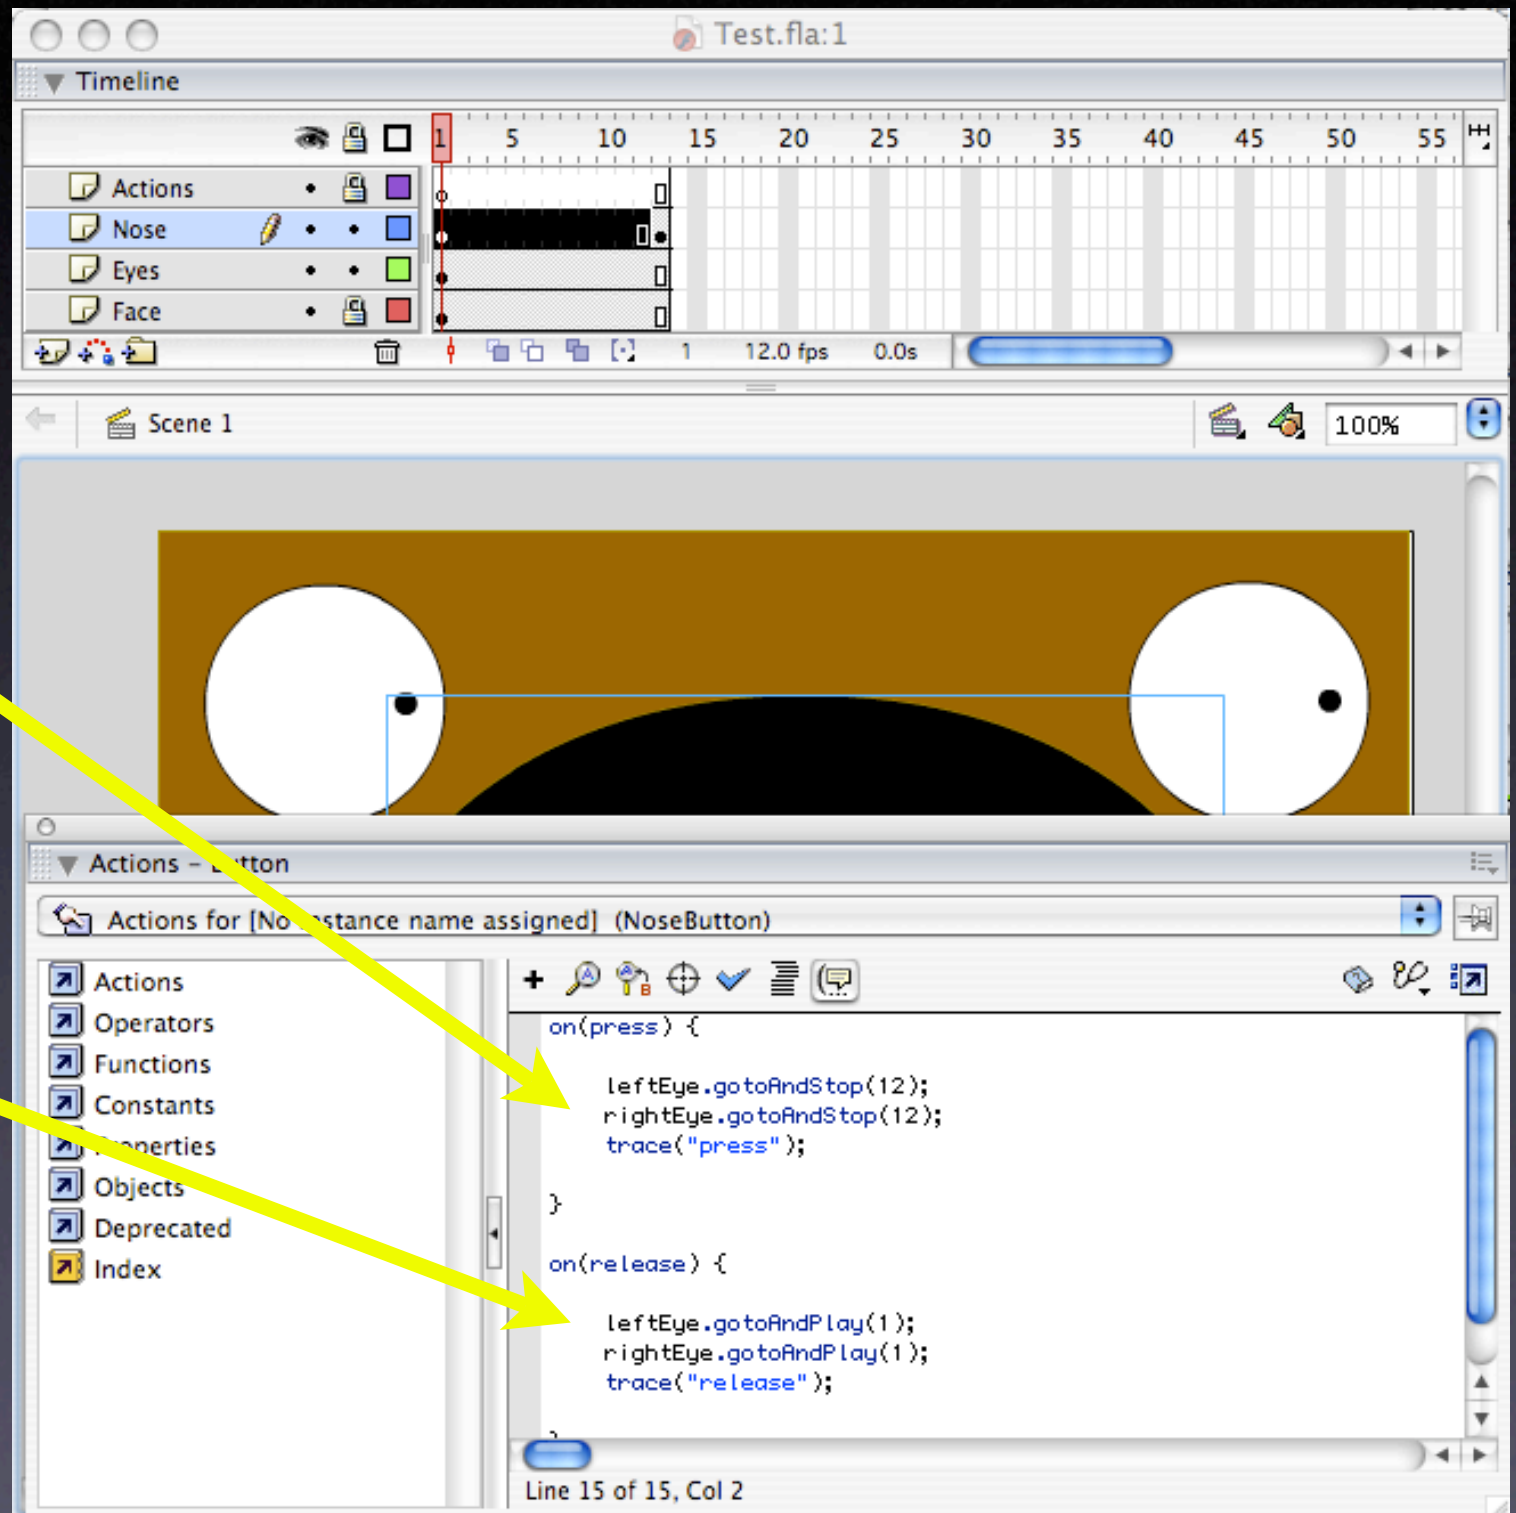 Test.fla:1
Timeline
1 5 10 15 20 25 30 35 40 45 50 55
Actions
Nose
Eyes
Face
1 12.0 fps 0.0s
Scene 1
100%
Actions - Button
Actions for [No instance name assigned] (NoseButton)
Actions
Operators
Functions
Constants
Properties
Objects
Deprecated
Index
on(press) {
leftEye.gotoAndStop(12);
rightEye.gotoAndStop(12);
trace("press");
}
on(release) {
leftEye.gotoAndPlay(1);
rightEye.gotoAndPlay(1);
trace("release");
Line 15 of 15, Col 2